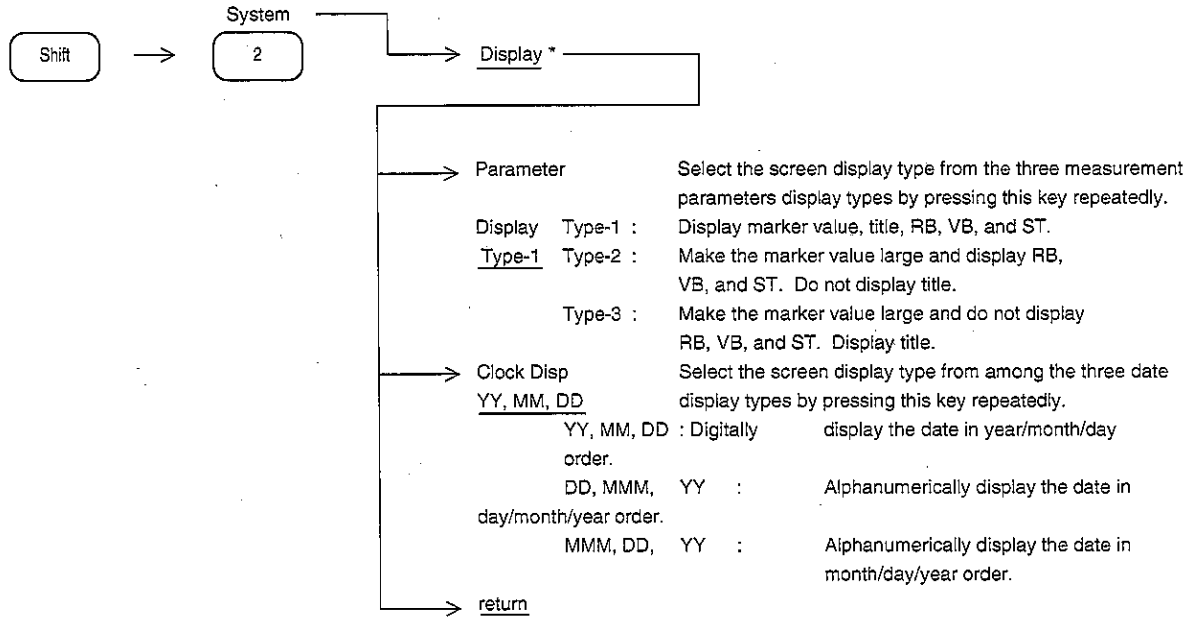 System
Shift
2
Display *
Parameter Select the screen display type from the three measurement
parameters display types by pressing this key repeatedly.
Display Type-1 : Display marker value, title, RB, VB, and ST.
Type-1 Type-2 : Make the marker value large and display RB,
VB, and ST. Do not display title.
Type-3 : Make the marker value large and do not display
RB, VB, and ST. Display title.
Clock Disp Select the screen display type from among the three date
YY, MM, DD display types by pressing this key repeatedly.
YY, MM, DD : Digitally display the date in year/month/day
order.
DD, MMM, YY : Alphanumerically display the date in
day/month/year order.
MMM, DD, YY : Alphanumerically display the date in
month/day/year order.
return